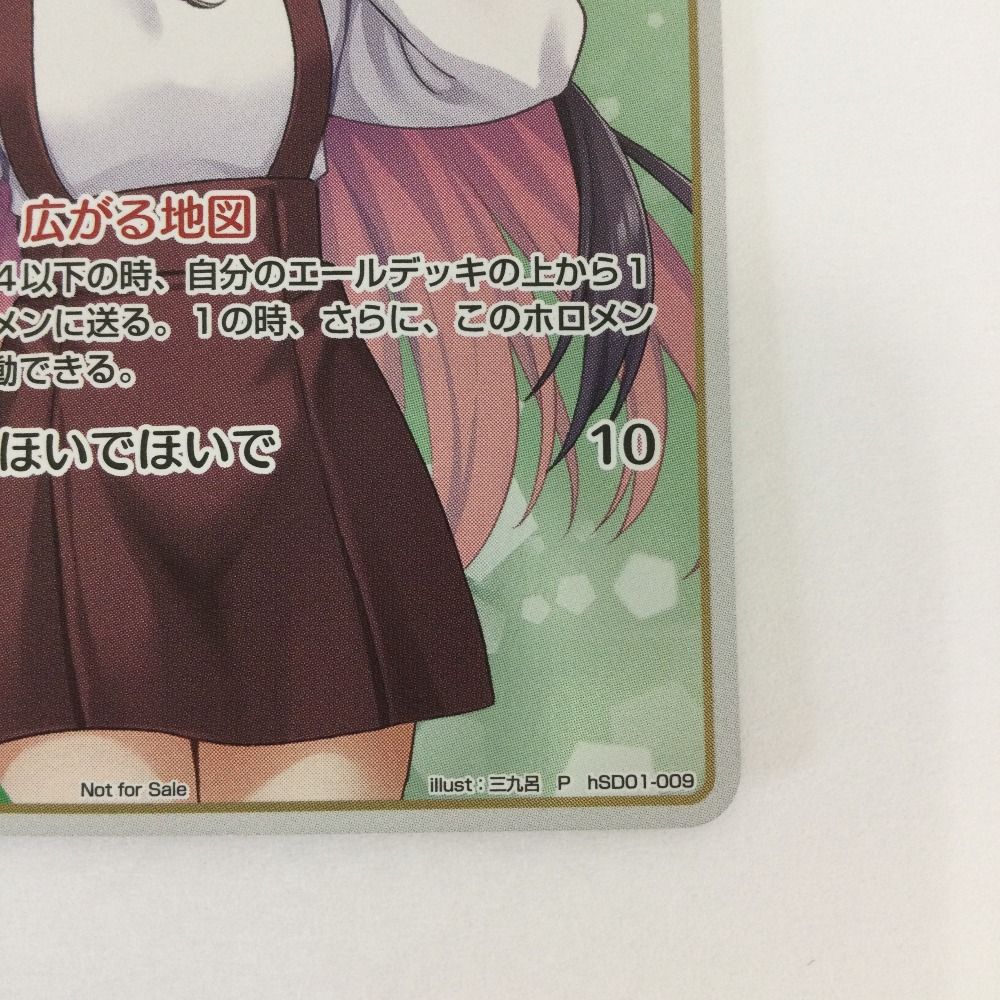 広がる地図
4以下の時、自分のエールデッキの上から1
メンに送る。1の時、さらに、このホロメン
動できる。
ほいでほいで 10
Not for Sale illust：三九呂 P hSD01-009